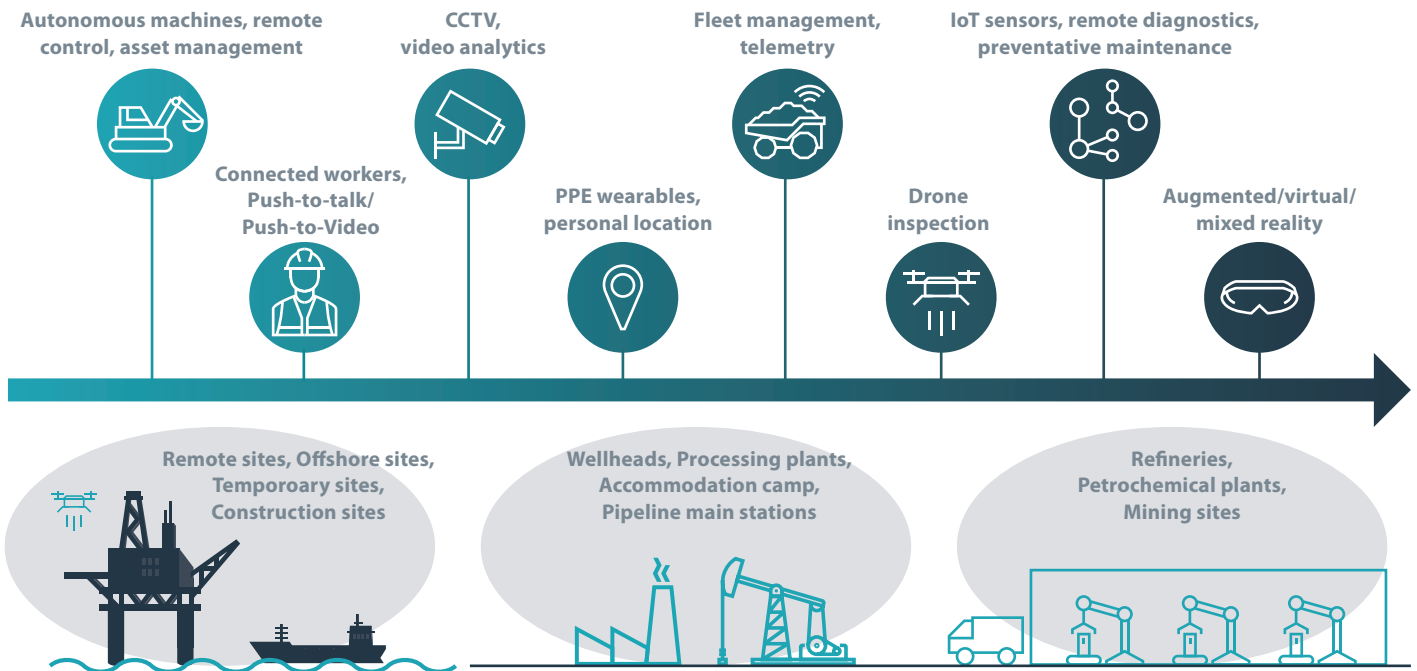 Autonomous machines, remote
control, asset management
CCTV,
video analytics
Fleet management,
telemetry
IoT sensors, remote diagnostics,
preventative maintenance
Connected workers,
Push-to-talk/
Push-to-Video
PPE wearables,
personal location
Drone
inspection
Augmented/virtual/
mixed reality
Remote sites, Offshore sites,
Temporoary sites,
Construction sites
Wellheads, Processing plants,
Accommodation camp,
Pipeline main stations
Refineries,
Petrochemical plants,
Mining sites